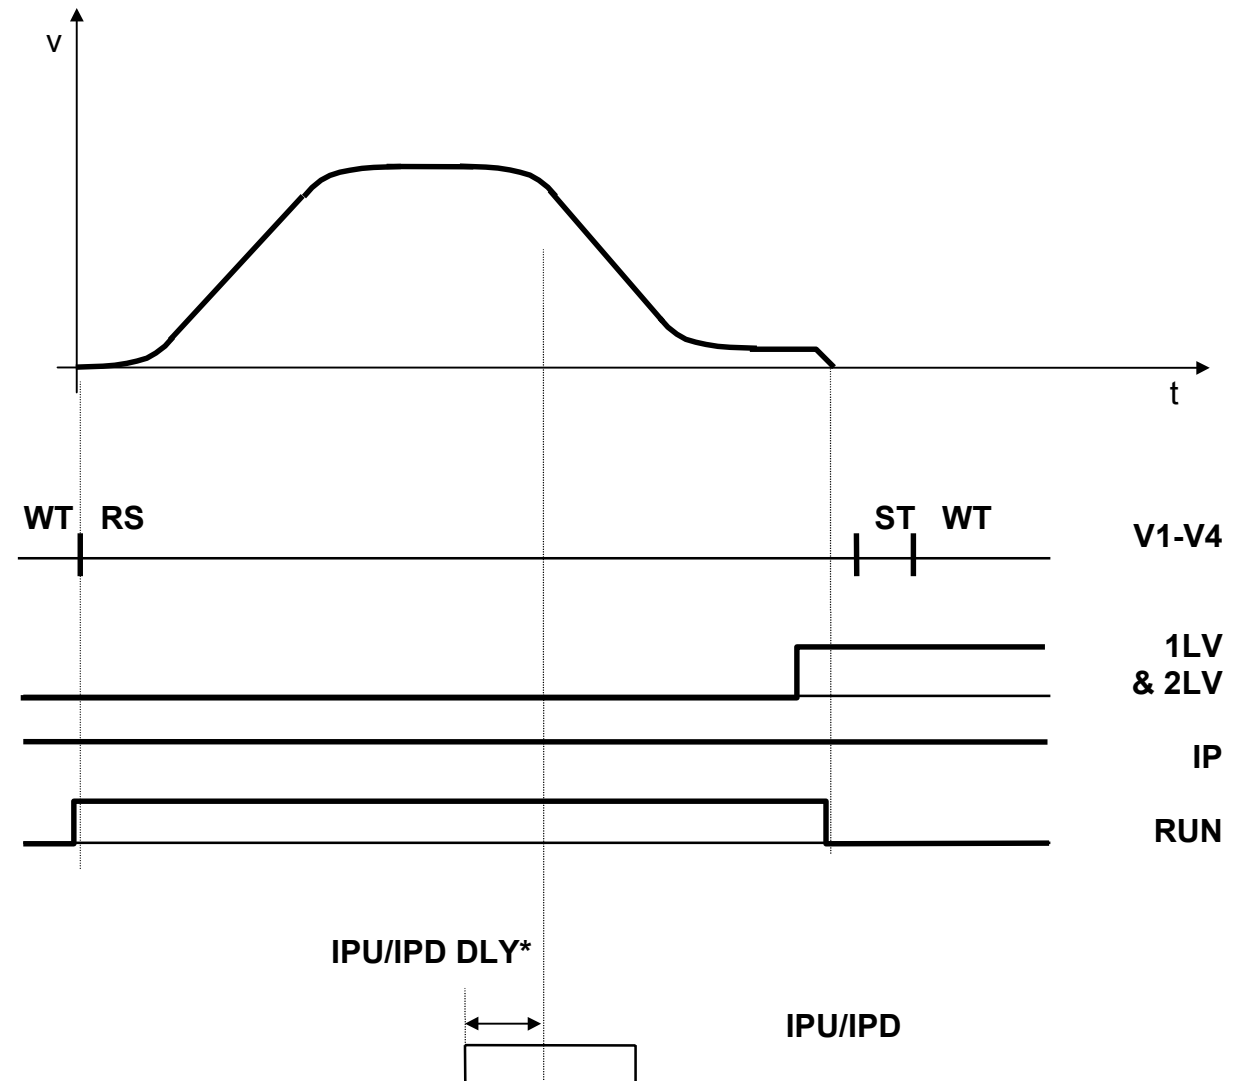 v
t
WT RS ST WT
V1-V4
1LV
& 2LV
IP
RUN
IPU/IPD DLY*
IPU/IPD